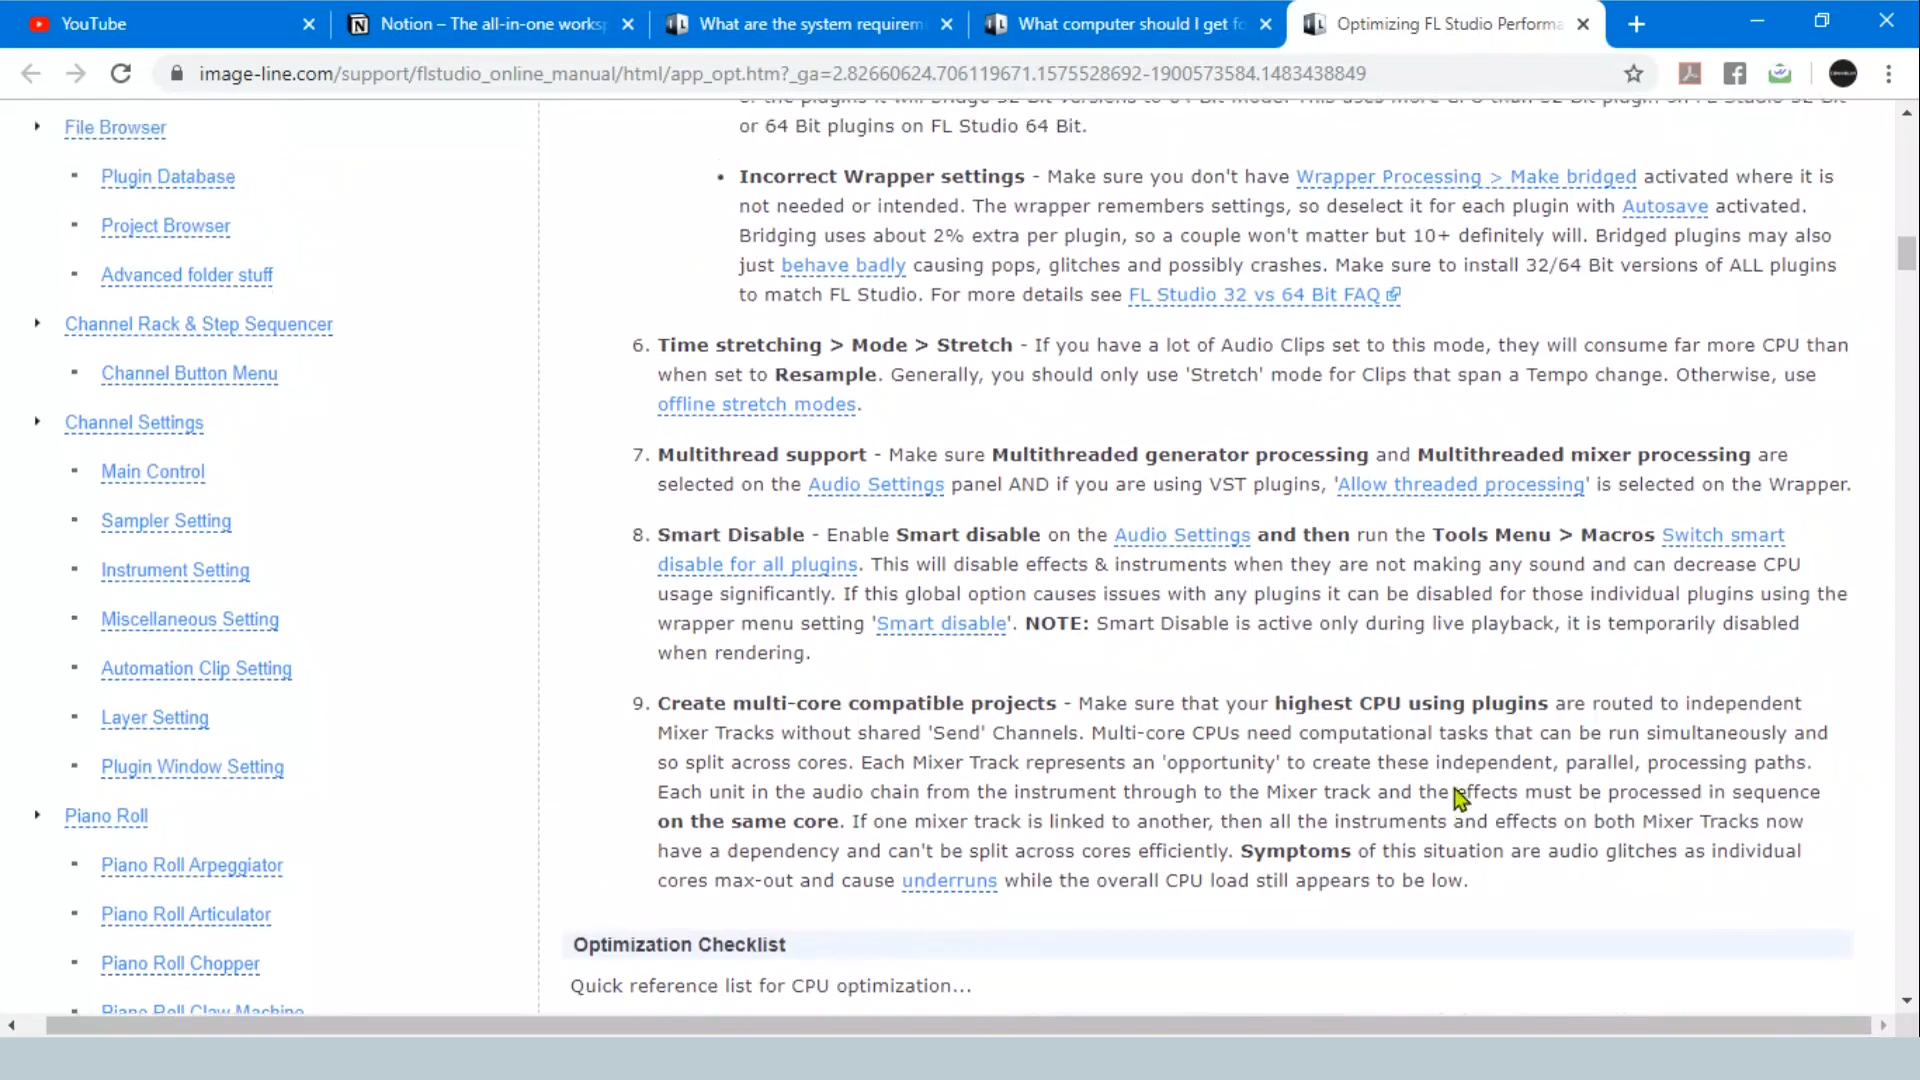 YouTube
Notion – The all-in-one works
What are the system requirem
What computer should I get fo
Optimizing FL Studio Performa
image-line.com/support/flstudio_online_manual/html/app_opt.htm?_ga=2.82660624.706119671.1575528692-1900573584.1483438849
File Browser
Plugin Database
Project Browser
Advanced folder stuff
Channel Rack & Step Sequencer
Channel Button Menu
Channel Settings
Main Control
Sampler Setting
Instrument Setting
Miscellaneous Setting
Automation Clip Setting
Layer Setting
Plugin Window Setting
Piano Roll
Piano Roll Arpeggiator
Piano Roll Articulator
Piano Roll Chopper
Piano Roll Claw Machine
or 64 Bit plugins on FL Studio 64 Bit.
• Incorrect Wrapper settings - Make sure you don't have Wrapper Processing > Make bridged activated where it is
not needed or intended. The wrapper remembers settings, so deselect it for each plugin with Autosave activated.
Bridging uses about 2% extra per plugin, so a couple won't matter but 10+ definitely will. Bridged plugins may also
just behave badly causing pops, glitches and possibly crashes. Make sure to install 32/64 Bit versions of ALL plugins
to match FL Studio. For more details see FL Studio 32 vs 64 Bit FAQ
6. Time stretching > Mode > Stretch - If you have a lot of Audio Clips set to this mode, they will consume far more CPU than
when set to Resample. Generally, you should only use 'Stretch' mode for Clips that span a Tempo change. Otherwise, use
offline stretch modes.
7. Multithread support - Make sure Multithreaded generator processing and Multithreaded mixer processing are
selected on the Audio Settings panel AND if you are using VST plugins, 'Allow threaded processing' is selected on the Wrapper.
8. Smart Disable - Enable Smart disable on the Audio Settings and then run the Tools Menu > Macros Switch smart
disable for all plugins. This will disable effects & instruments when they are not making any sound and can decrease CPU
usage significantly. If this global option causes issues with any plugins it can be disabled for those individual plugins using the
wrapper menu setting 'Smart disable'. NOTE: Smart Disable is active only during live playback, it is temporarily disabled
when rendering.
9. Create multi-core compatible projects - Make sure that your highest CPU using plugins are routed to independent
Mixer Tracks without shared 'Send' Channels. Multi-core CPUs need computational tasks that can be run simultaneously and
so split across cores. Each Mixer Track represents an 'opportunity' to create these independent, parallel, processing paths.
Each unit in the audio chain from the instrument through to the Mixer track and the effects must be processed in sequence
on the same core. If one mixer track is linked to another, then all the instruments and effects on both Mixer Tracks now
have a dependency and can't be split across cores efficiently. Symptoms of this situation are audio glitches as individual
cores max-out and cause underruns while the overall CPU load still appears to be low.
Optimization Checklist
Quick reference list for CPU optimization...